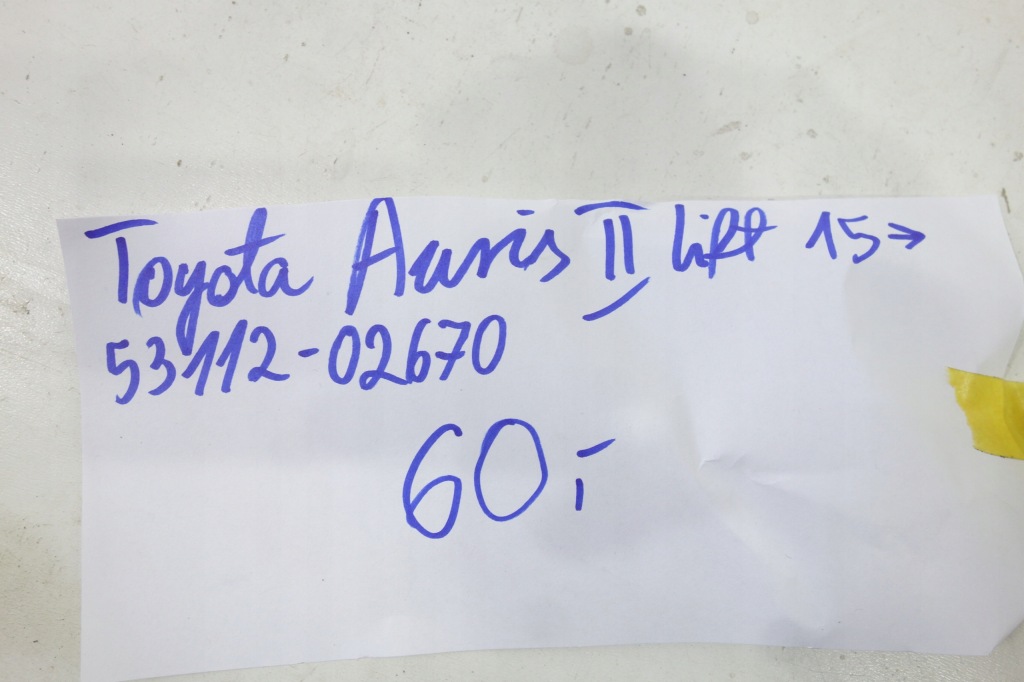 Toyota Auris II Lift 15→
53112-02670
60,-